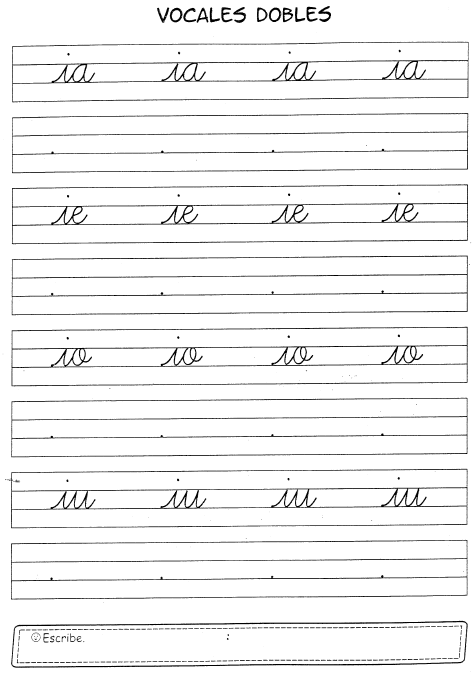 VOCALES DOBLES
ia ia ia ia
ie ie ie ie
io io io io
iu iu iu iu
Escribe. :